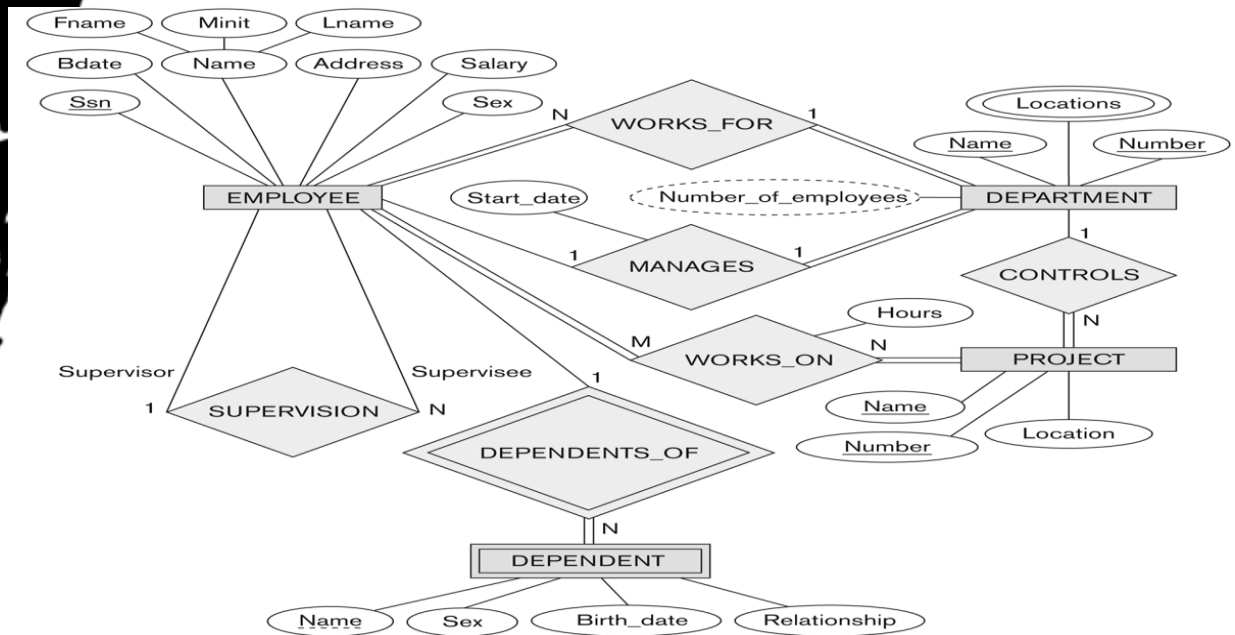 Fname Minit Lname
Bdate Name Address Salary
Ssn Sex
N WORKS_FOR 1
Locations
Name Number
EMPLOYEE
Start_date Number_of_employees
DEPARTMENT
1 MANAGES 1
1
CONTROLS
N
Hours
M WORKS_ON N
PROJECT
Name
Number
Location
Supervisor Supervisee
1 SUPERVISION N
1
DEPENDENTS_OF
N
DEPENDENT
Name Sex Birth_date Relationship